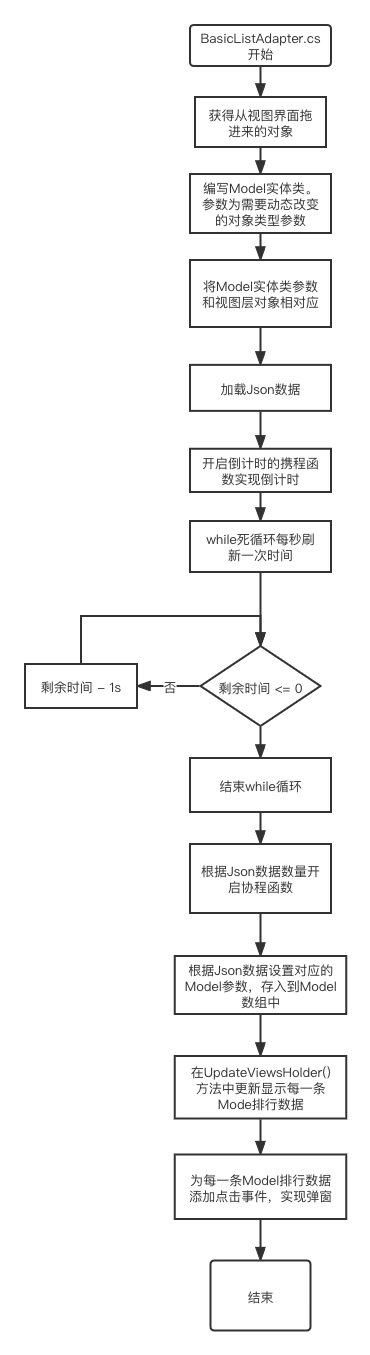 BasicListAdapter.cs
开始
获得从视图界面拖
进来的对象
编写Model实体类。
参数为需要动态改变
的对象类型参数
将Model实体类参数
和视图层对象相对应
加载Json数据
开启倒计时的携程函
数实现倒计时
while死循环每秒刷
新一次时间
剩余时间 <= 0
否
剩余时间 – 1s
结束while循环
根据Json数据数量开
启协程函数
根据Json数据设置对应的
Model参数，存入到Model
数组中
在UpdateViewsHolder()
方法中更新显示每一条
Mode排行数据
为每一条Model排行数据
添加点击事件，实现弹窗
结束